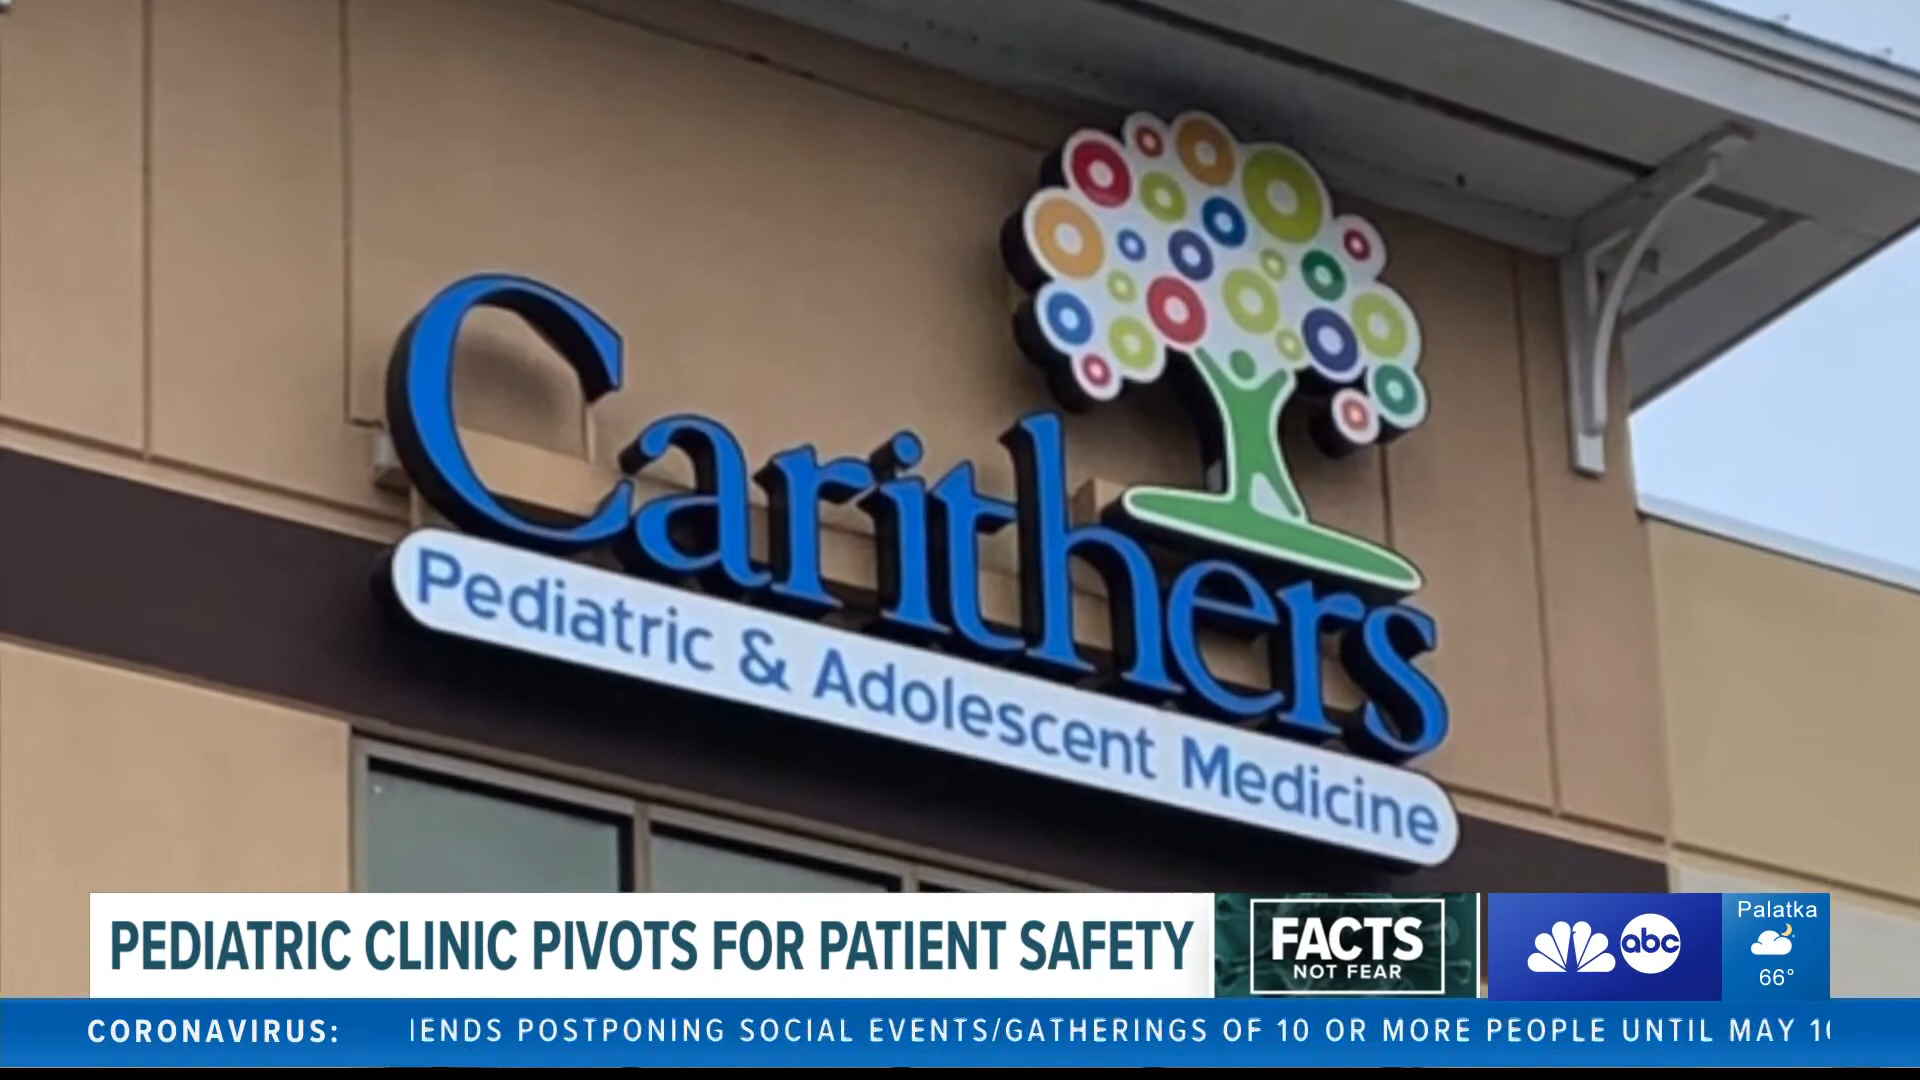 Carithers
Pediatric & Adolescent Medicine
PEDIATRIC CLINIC PIVOTS FOR PATIENT SAFETY
FACTS
NOT FEAR
abc
Palatka
66°
CORONAVIRUS:
POSTPONING SOCIAL EVENTS/GATHERINGS OF 10 OR MORE PEOPLE UNTIL MAY